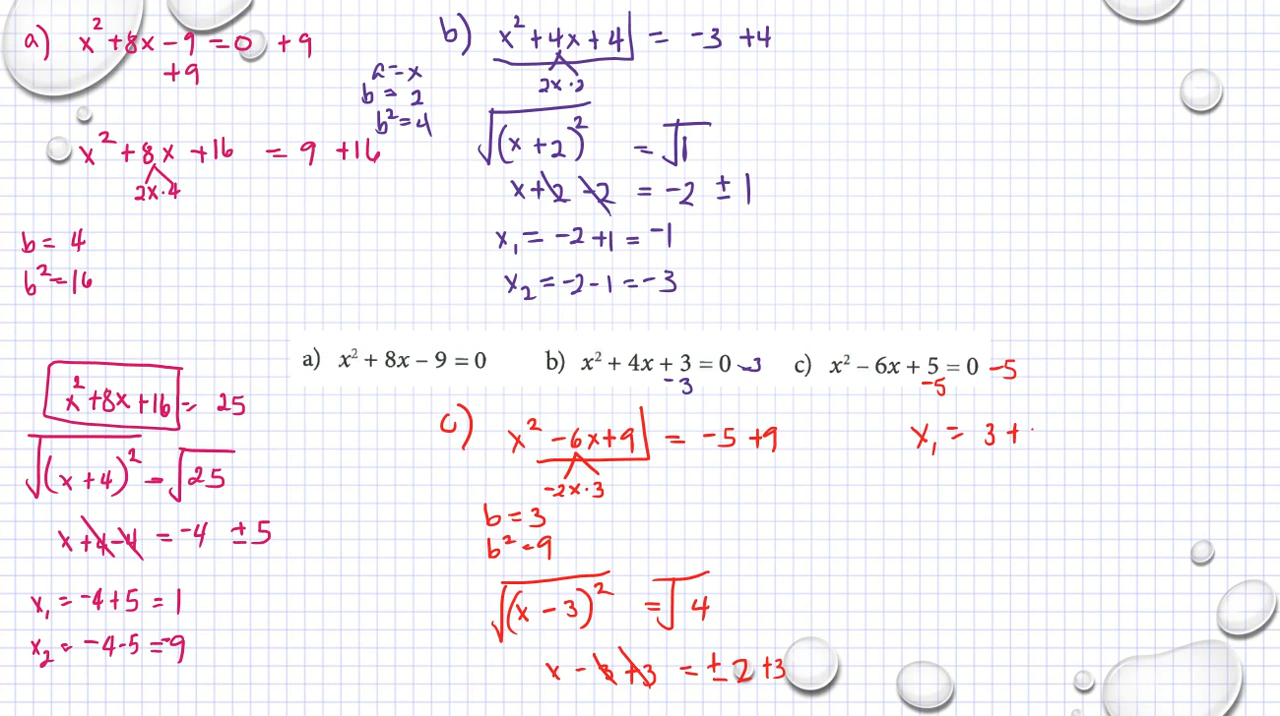 a) x² + 8x - 9 = 0 + 9
+9
x² + 8x + 16 = 9 + 16
2x · 4
b = 4
b² = 16
x² + 8x + 16 = 25
√(x + 4)² = √25
x + 4 - 4 = -4 ± 5
x₁ = -4 + 5 = 1
x₂ = -4 - 5 = -9
b) x² + 4x + 4 = -3 + 4
2x · 2
a = x
b = 2
b² = 4
√(x + 2)² = √1
x + 2 - 2 = -2 ± 1
x₁ = -2 + 1 = -1
x₂ = -2 - 1 = -3
a) x² + 8x − 9 = 0 b) x² + 4x + 3 = 0 -3 c) x² − 6x + 5 = 0 -5
-3 -5
c) x² - 6x + 9 = -5 + 9
-2x · 3
b = 3
b² = 9
√(x - 3)² = √4
x - 3 + 3 = ± 2 + 3
x₁ = 3 +